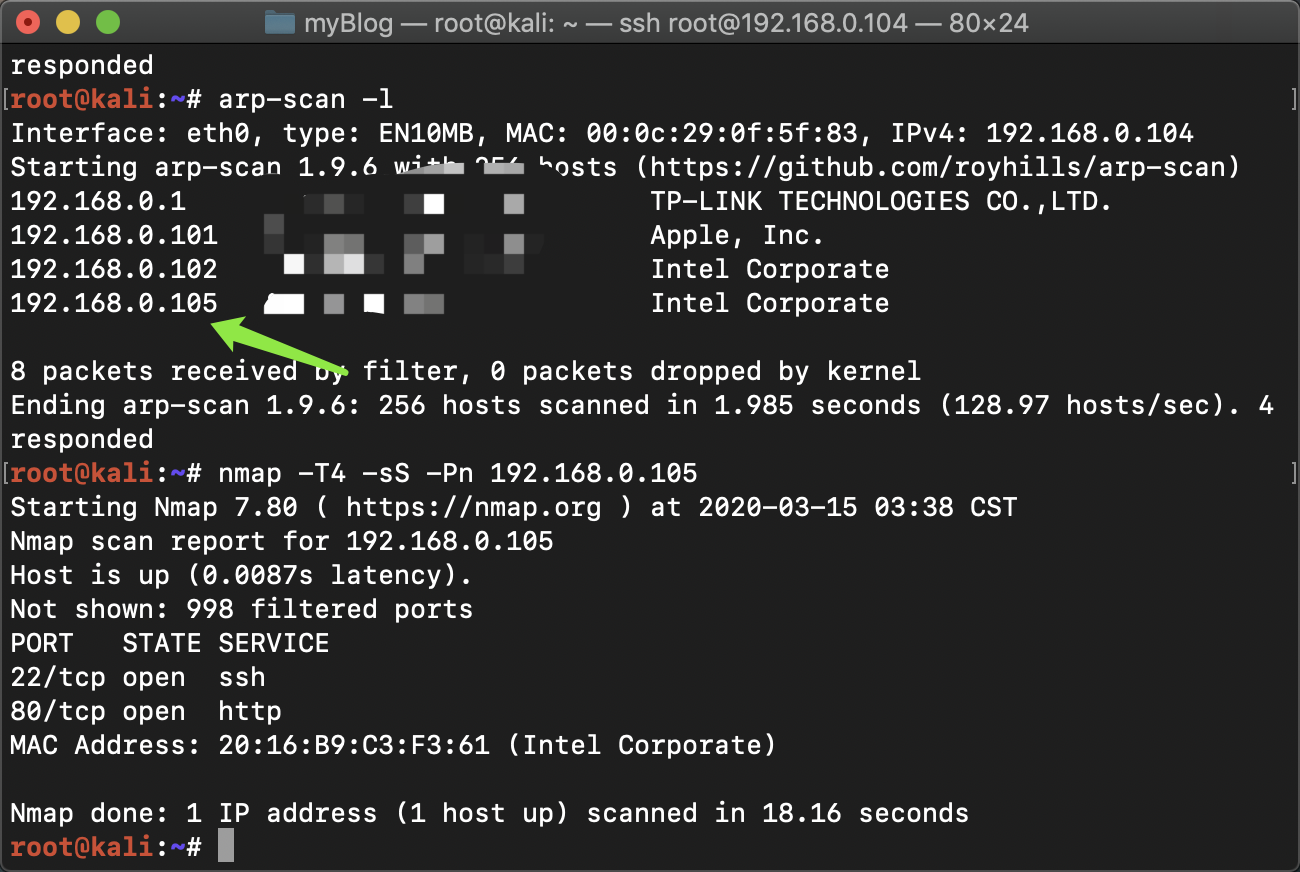 myBlog — root@kali: ~ — ssh root@192.168.0.104 — 80×24
responded
[root@kali:~# arp-scan -l ]
Interface: eth0, type: EN10MB, MAC: 00:0c:29:0f:5f:83, IPv4: 192.168.0.104
Starting arp-scan 1.9.6 with 256 hosts (https://github.com/royhills/arp-scan)
192.168.0.1 TP-LINK TECHNOLOGIES CO.,LTD.
192.168.0.101 Apple, Inc.
192.168.0.102 Intel Corporate
192.168.0.105 Intel Corporate
8 packets received by filter, 0 packets dropped by kernel
Ending arp-scan 1.9.6: 256 hosts scanned in 1.985 seconds (128.97 hosts/sec). 4
responded
[root@kali:~# nmap -T4 -sS -Pn 192.168.0.105 ]
Starting Nmap 7.80 ( https://nmap.org ) at 2020-03-15 03:38 CST
Nmap scan report for 192.168.0.105
Host is up (0.0087s latency).
Not shown: 998 filtered ports
PORT   STATE SERVICE
22/tcp open  ssh
80/tcp open  http
MAC Address: 20:16:B9:C3:F3:61 (Intel Corporate)
Nmap done: 1 IP address (1 host up) scanned in 18.16 seconds
root@kali:~#